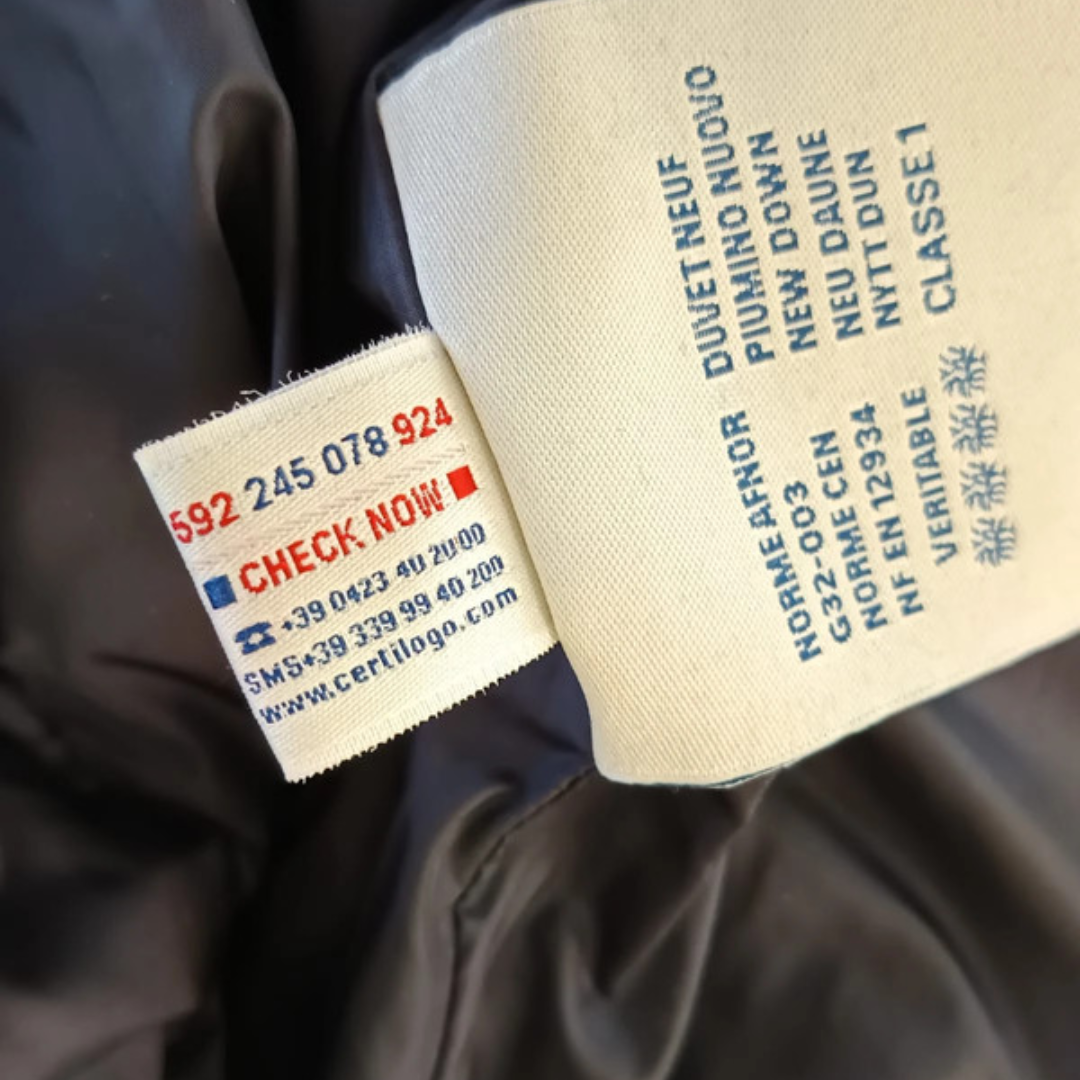 592 245 078 924
CHECK NOW
+39 0423 40 20 00
SMS+39 339 99 40 200
www.certilogo.com
DUVET NEUF
PIUMINO NUOVO
NEW DOWN
NEU DAUNE
NYTT DUN
CLASSE 1
NORME AFNOR
NORME
G32-003
NORME CEN
NF EN 12934
VERITABLE